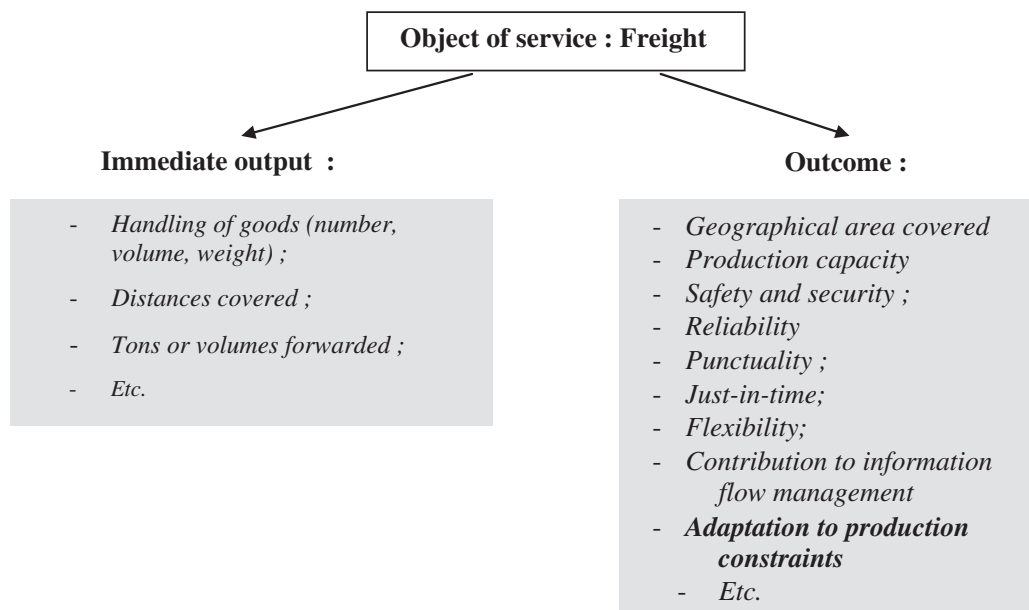 Object of service : Freight
Immediate output :
- Handling of goods (number,
volume, weight) ;
- Distances covered ;
- Tons or volumes forwarded ;
- Etc.
Outcome :
- Geographical area covered
- Production capacity
- Safety and security ;
- Reliability
- Punctuality ;
- Just-in-time;
- Flexibility;
- Contribution to information
flow management
- Adaptation to production
constraints
- Etc.